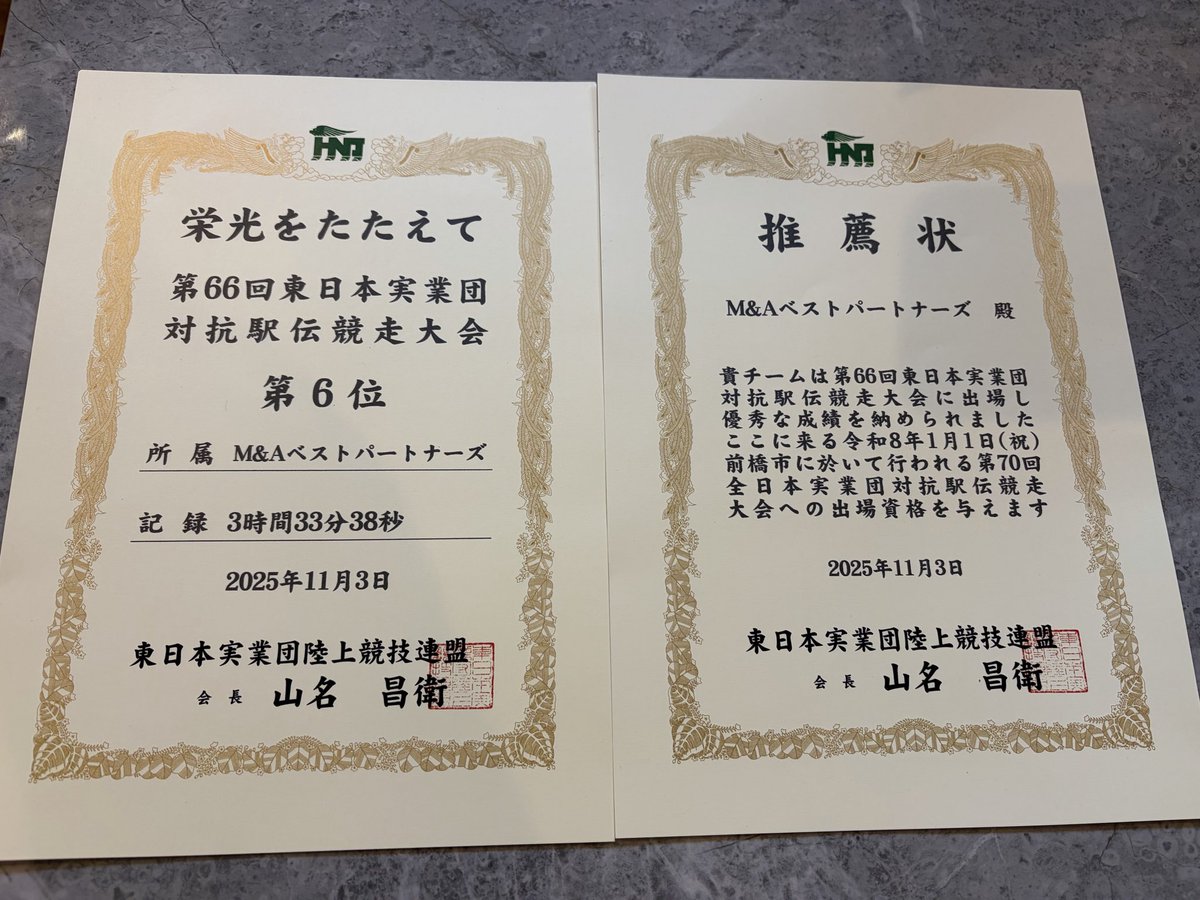 HNJ
栄光をたたえて
第66回東日本実業団
対抗駅伝競走大会
第6位
所属 M&Aベストパートナーズ
記録 3時間33分38秒
2025年11月3日
東日本実業団陸上競技連盟
会長 山名 昌衛
HNJ
推薦状
M&Aベストパートナーズ 殿
貴チームは第66回東日本実業団
対抗駅伝競走大会に出場し
優秀な成績を納められました
ここに来る令和8年1月1日(祝)
前橋市に於いて行われる第70回
全日本実業団対抗駅伝競走
大会への出場資格を与えます
2025年11月3日
東日本実業団陸上競技連盟
会長 山名 昌衛